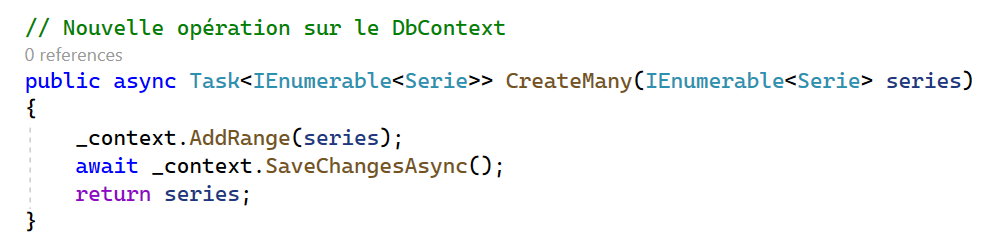 // Nouvelle opération sur le DbContext
0 references
public async Task<IEnumerable<Serie>> CreateMany(IEnumerable<Serie> series)
{
    _context.AddRange(series);
    await _context.SaveChangesAsync();
    return series;
}